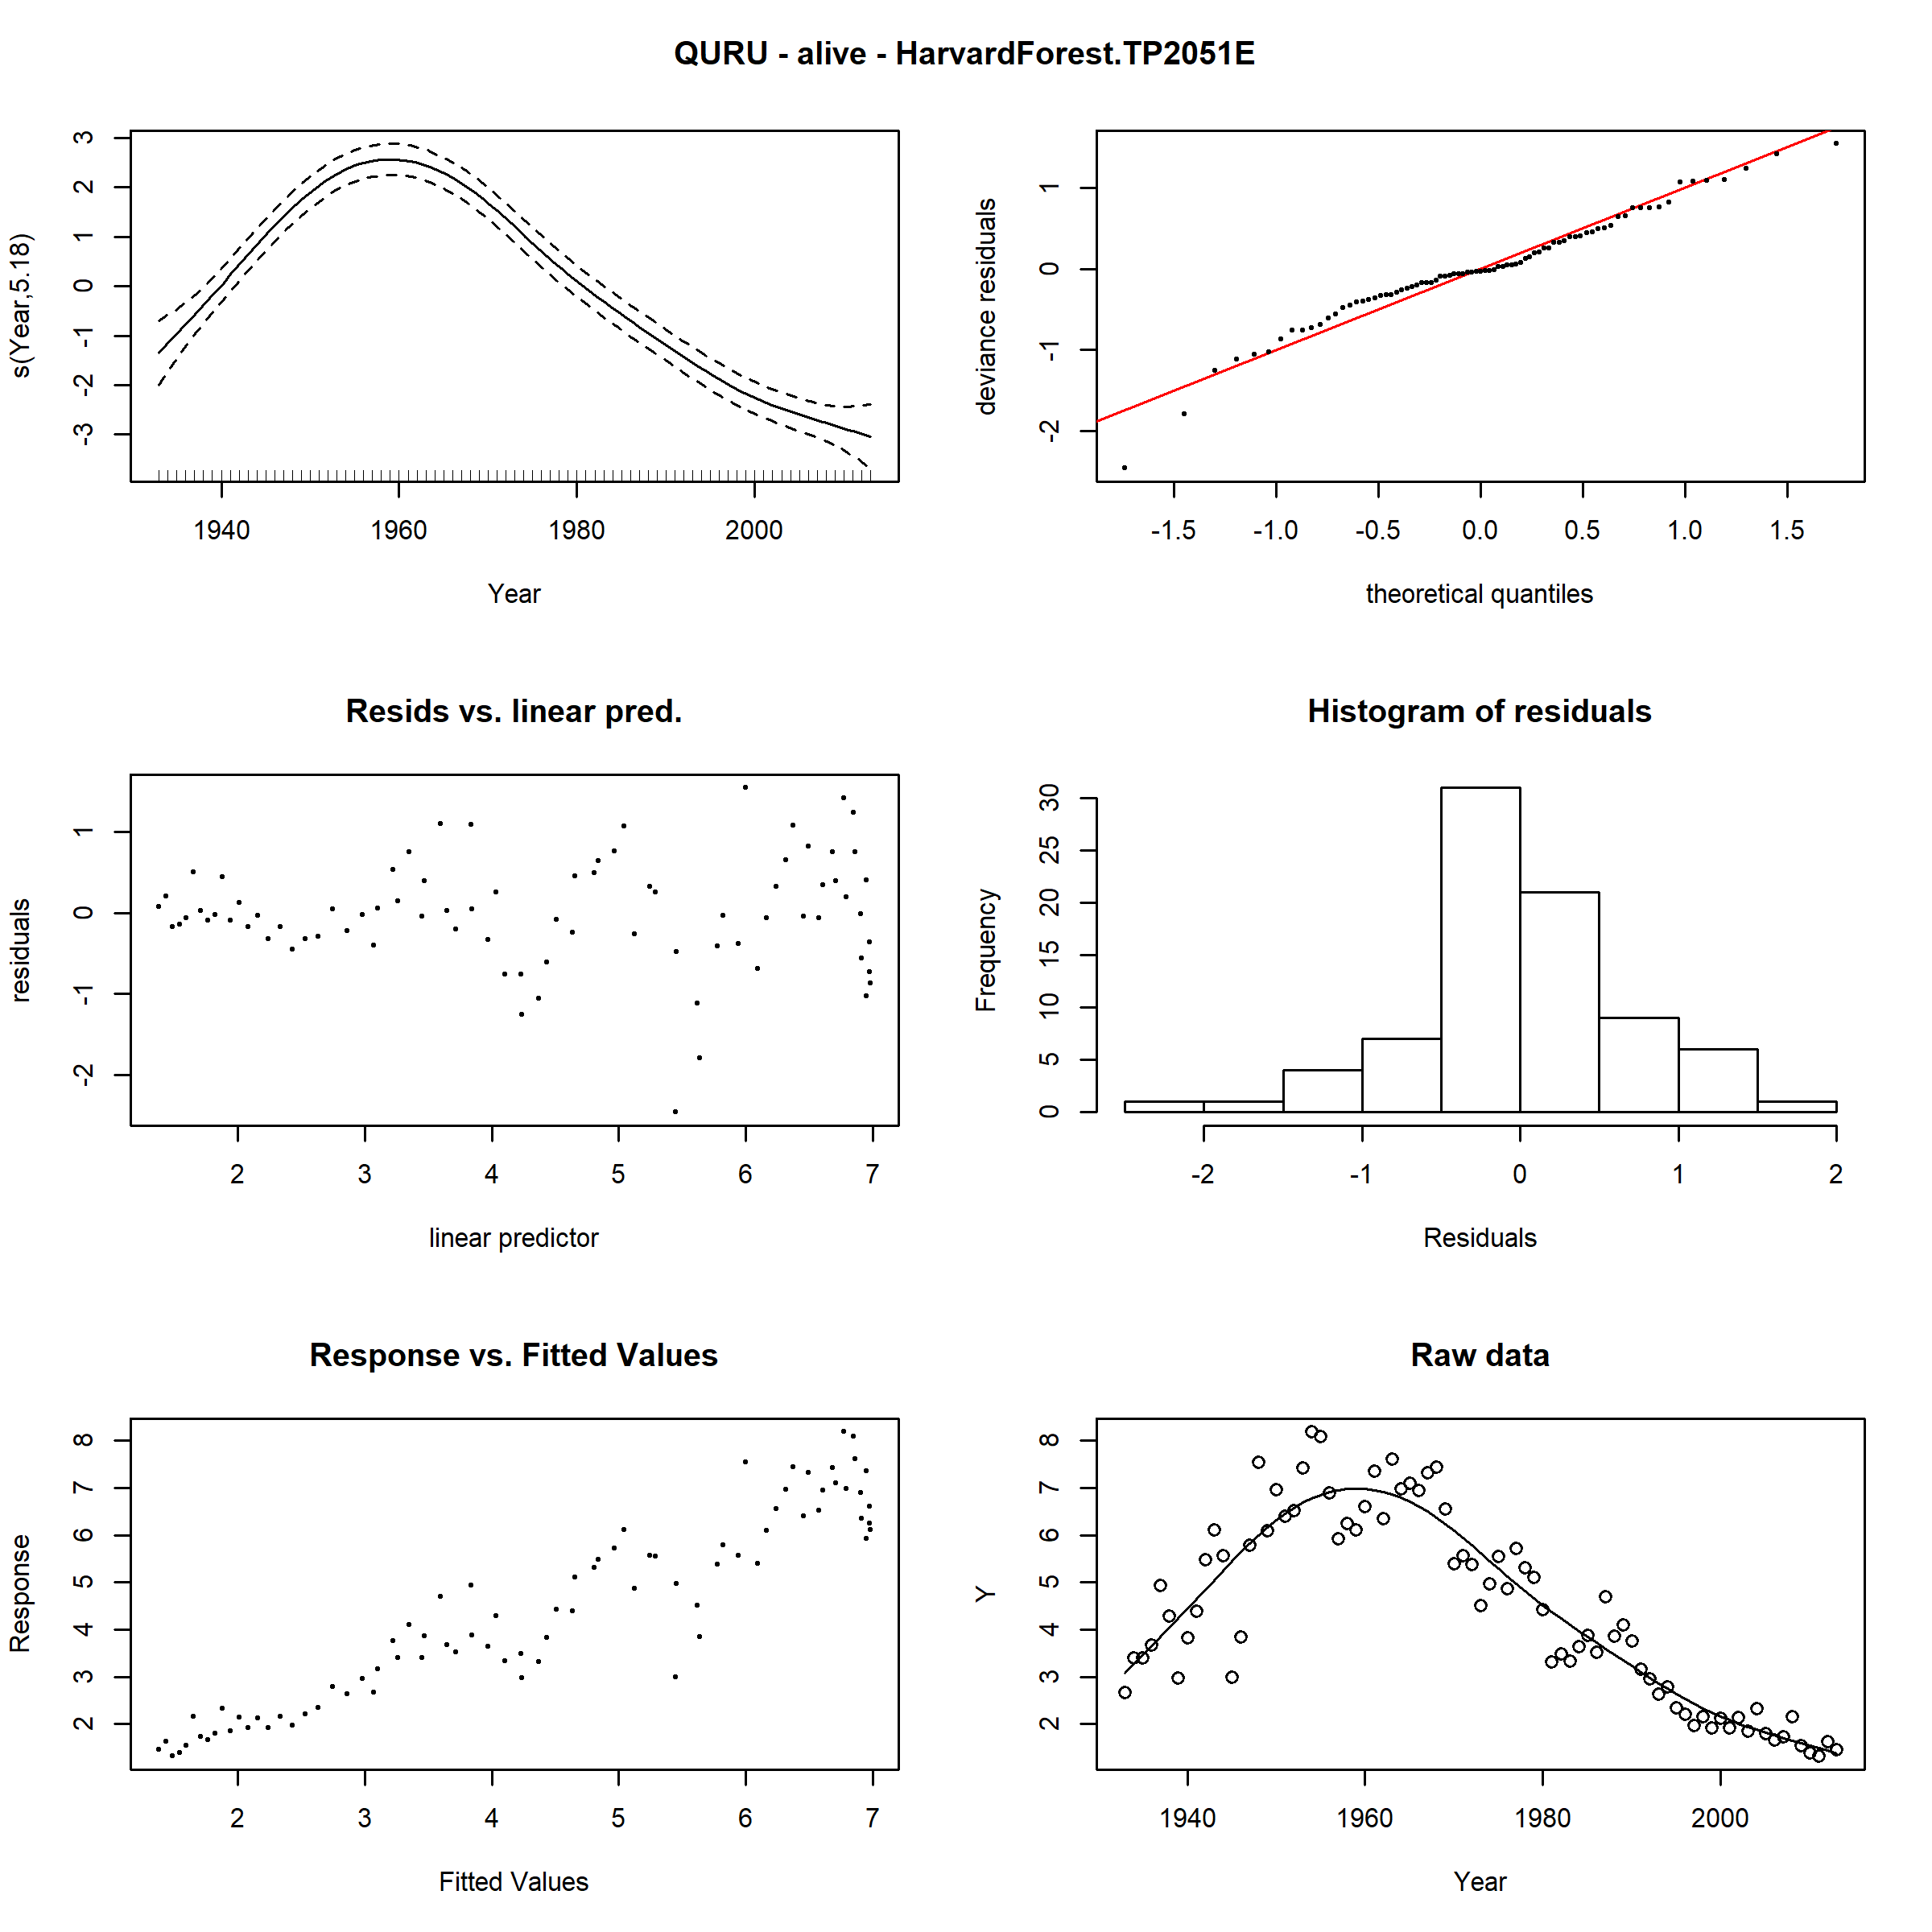 QURU - alive - HarvardForest.TP2051E
s(Year,5.18)
3
2
1
0
-1
-2
-3
1940 1960 1980 2000
Year
deviance residuals
1
0
-1
-2
-1.5 -1.0 -0.5 0.0 0.5 1.0 1.5
theoretical quantiles
Resids vs. linear pred.
residuals
1
0
-1
-2
2 3 4 5 6 7
linear predictor
Histogram of residuals
Frequency
30
25
20
15
10
5
0
-2 -1 0 1 2
Residuals
Response vs. Fitted Values
Response
8
7
6
5
4
3
2
2 3 4 5 6 7
Fitted Values
Raw data
Y
8
7
6
5
4
3
2
1940 1960 1980 2000
Year